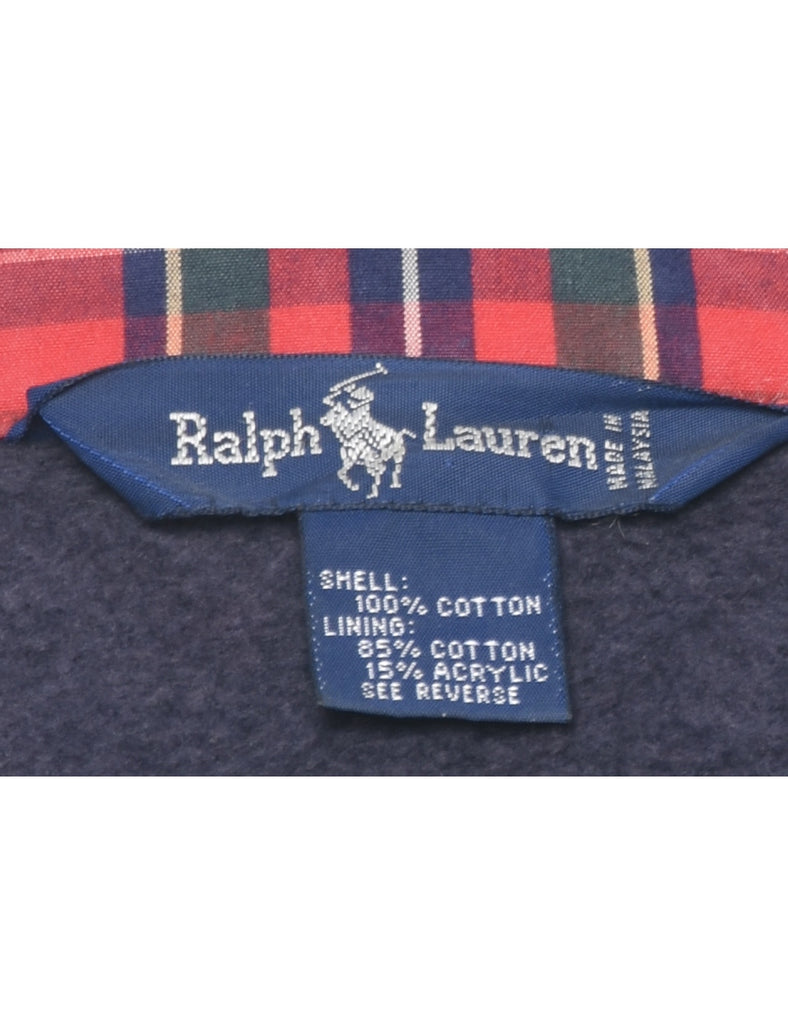 Ralph Lauren
MADE IN
MALAYSIA
SHELL:
100% COTTON
LINING:
85% COTTON
15% ACRYLIC
SEE REVERSE